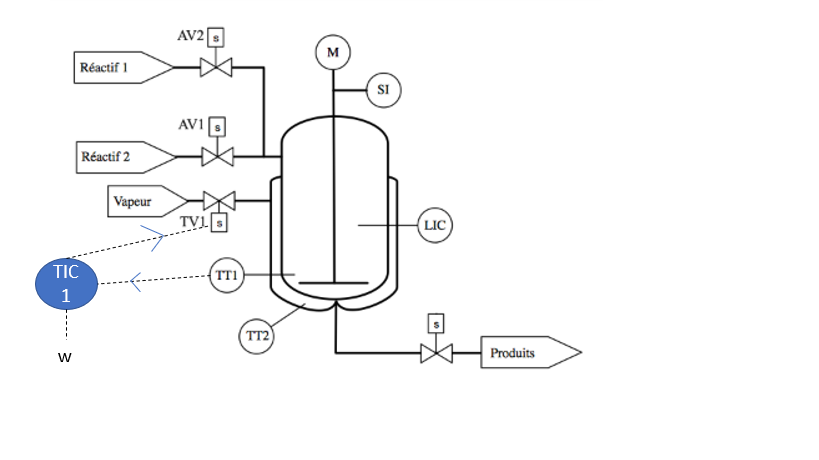 AV2
s
M
Réactif 1
SI
AV1
s
Réactif 2
Vapeur
TV1
s
LIC
TIC
1
TT1
s
TT2
Produits
w